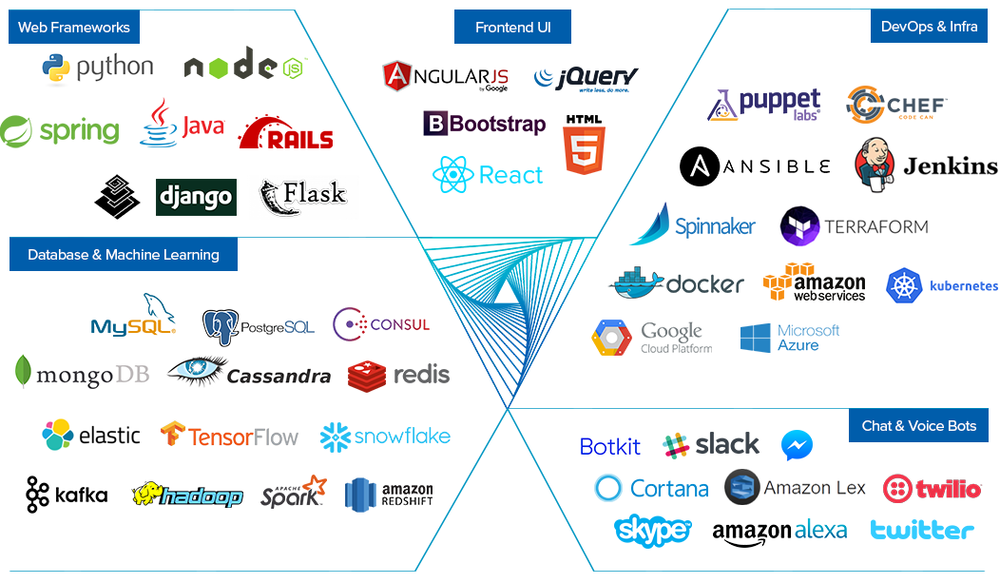 Web Frameworks
python
node
JS
spring
Java
RAILS
django
Flask
Frontend UI
ANGULARJS
by Google
jQuery
write less, do more.
B Bootstrap
HTML
5
React
DevOps & Infra
puppet
labs
CHEF
CODE CAN
A ANSIBLE
Jenkins
Spinnaker
TERRAFORM
docker
amazon
web services
kubernetes
Google
Cloud Platform
Microsoft
Azure
Database & Machine Learning
MySQL
PostgreSQL
CONSUL
mongoDB
Cassandra
redis
elastic
TensorFlow
snowflake
kafka
hadoop
APACHE
Spark
amazon
REDSHIFT
Chat & Voice Bots
Botkit
slack
Cortana
Amazon Lex
twilio
skype
amazon alexa
twitter